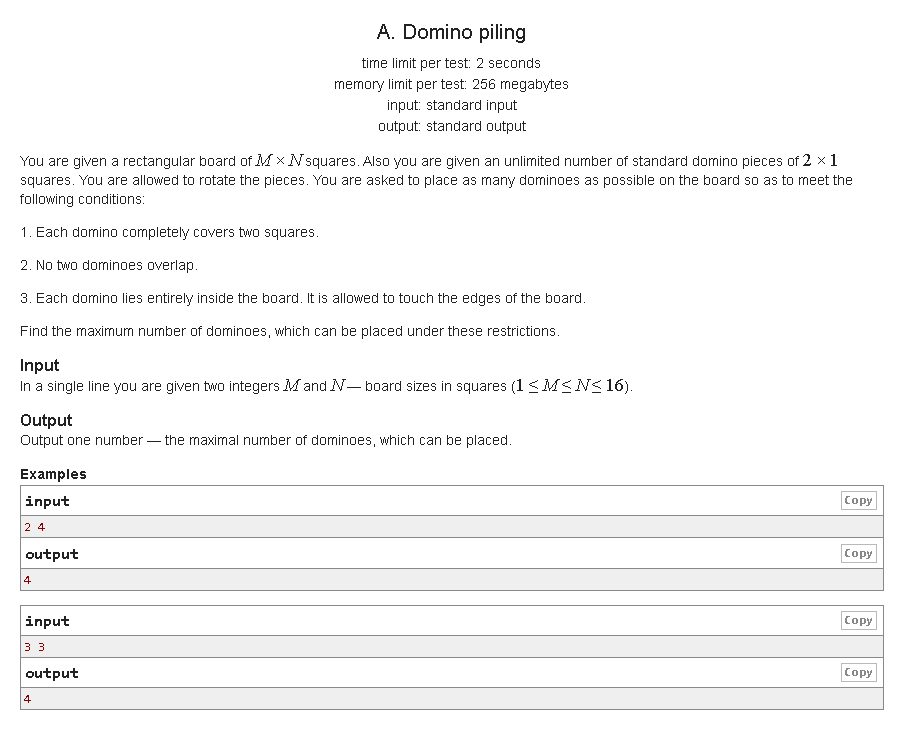 A. Domino piling
time limit per test: 2 seconds
memory limit per test: 256 megabytes
input: standard input
output: standard output
You are given a rectangular board of M × N squares. Also you are given an unlimited number of standard domino pieces of 2 × 1
squares. You are allowed to rotate the pieces. You are asked to place as many dominoes as possible on the board so as to meet the
following conditions:
1. Each domino completely covers two squares.
2. No two dominoes overlap.
3. Each domino lies entirely inside the board. It is allowed to touch the edges of the board.
Find the maximum number of dominoes, which can be placed under these restrictions.
Input
In a single line you are given two integers M and N — board sizes in squares (1 ≤ M ≤ N ≤ 16).
Output
Output one number — the maximal number of dominoes, which can be placed.
Examples
input Copy
2 4
output Copy
4
input Copy
3 3
output Copy
4